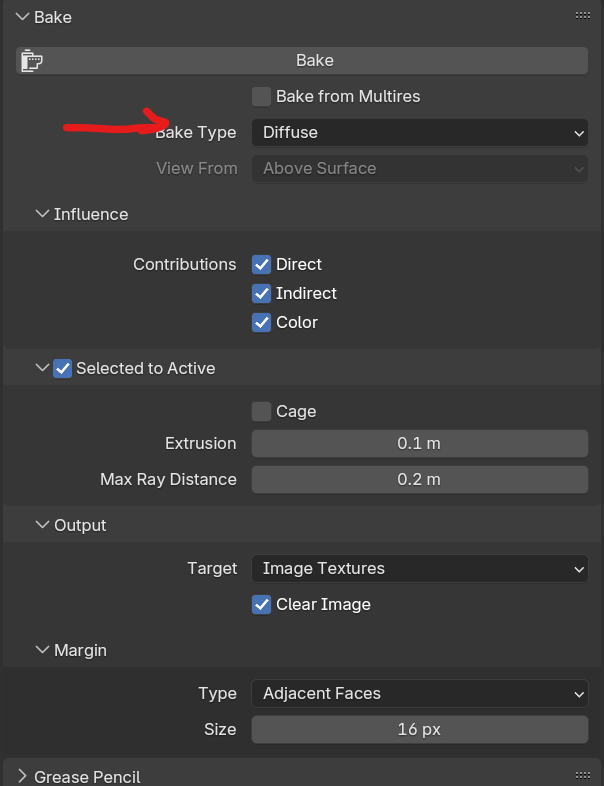 Bake
Bake
Bake from Multires
Bake Type Diffuse
View From Above Surface
Influence
Contributions Direct
Indirect
Color
Selected to Active
Cage
Extrusion 0.1 m
Max Ray Distance 0.2 m
Output
Target Image Textures
Clear Image
Margin
Type Adjacent Faces
Size 16 px
Grease Pencil